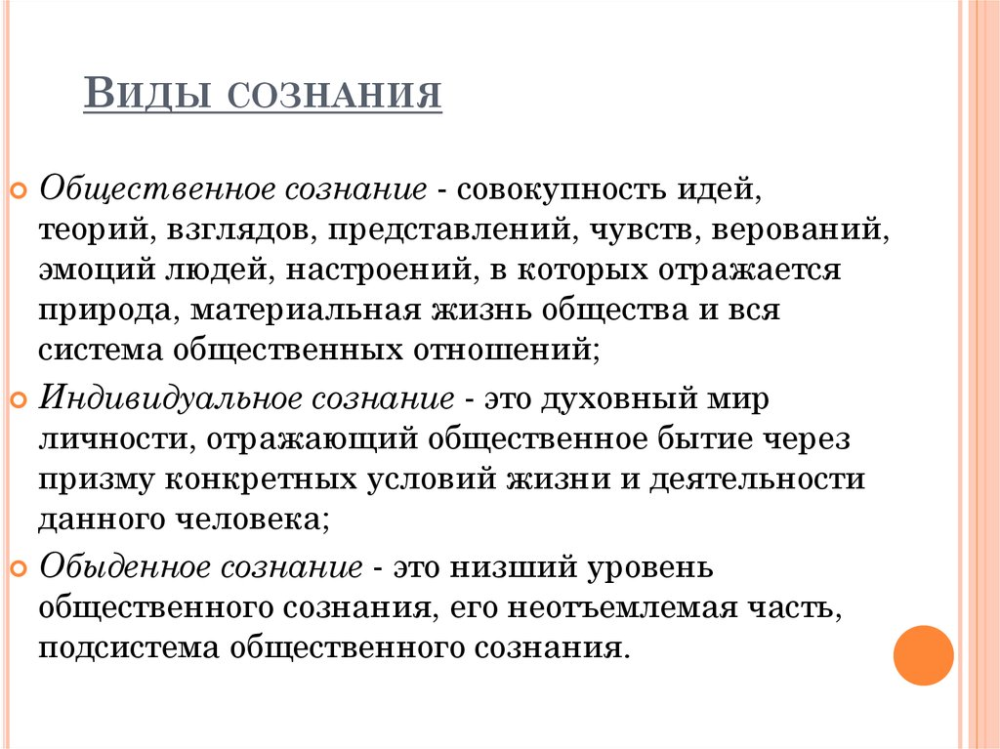 Виды сознания
Общественное сознание - совокупность идей,
теорий, взглядов, представлений, чувств, верований,
эмоций людей, настроений, в которых отражается
природа, материальная жизнь общества и вся
система общественных отношений;
Индивидуальное сознание - это духовный мир
личности, отражающий общественное бытие через
призму конкретных условий жизни и деятельности
данного человека;
Обыденное сознание - это низший уровень
общественного сознания, его неотъемлемая часть,
подсистема общественного сознания.